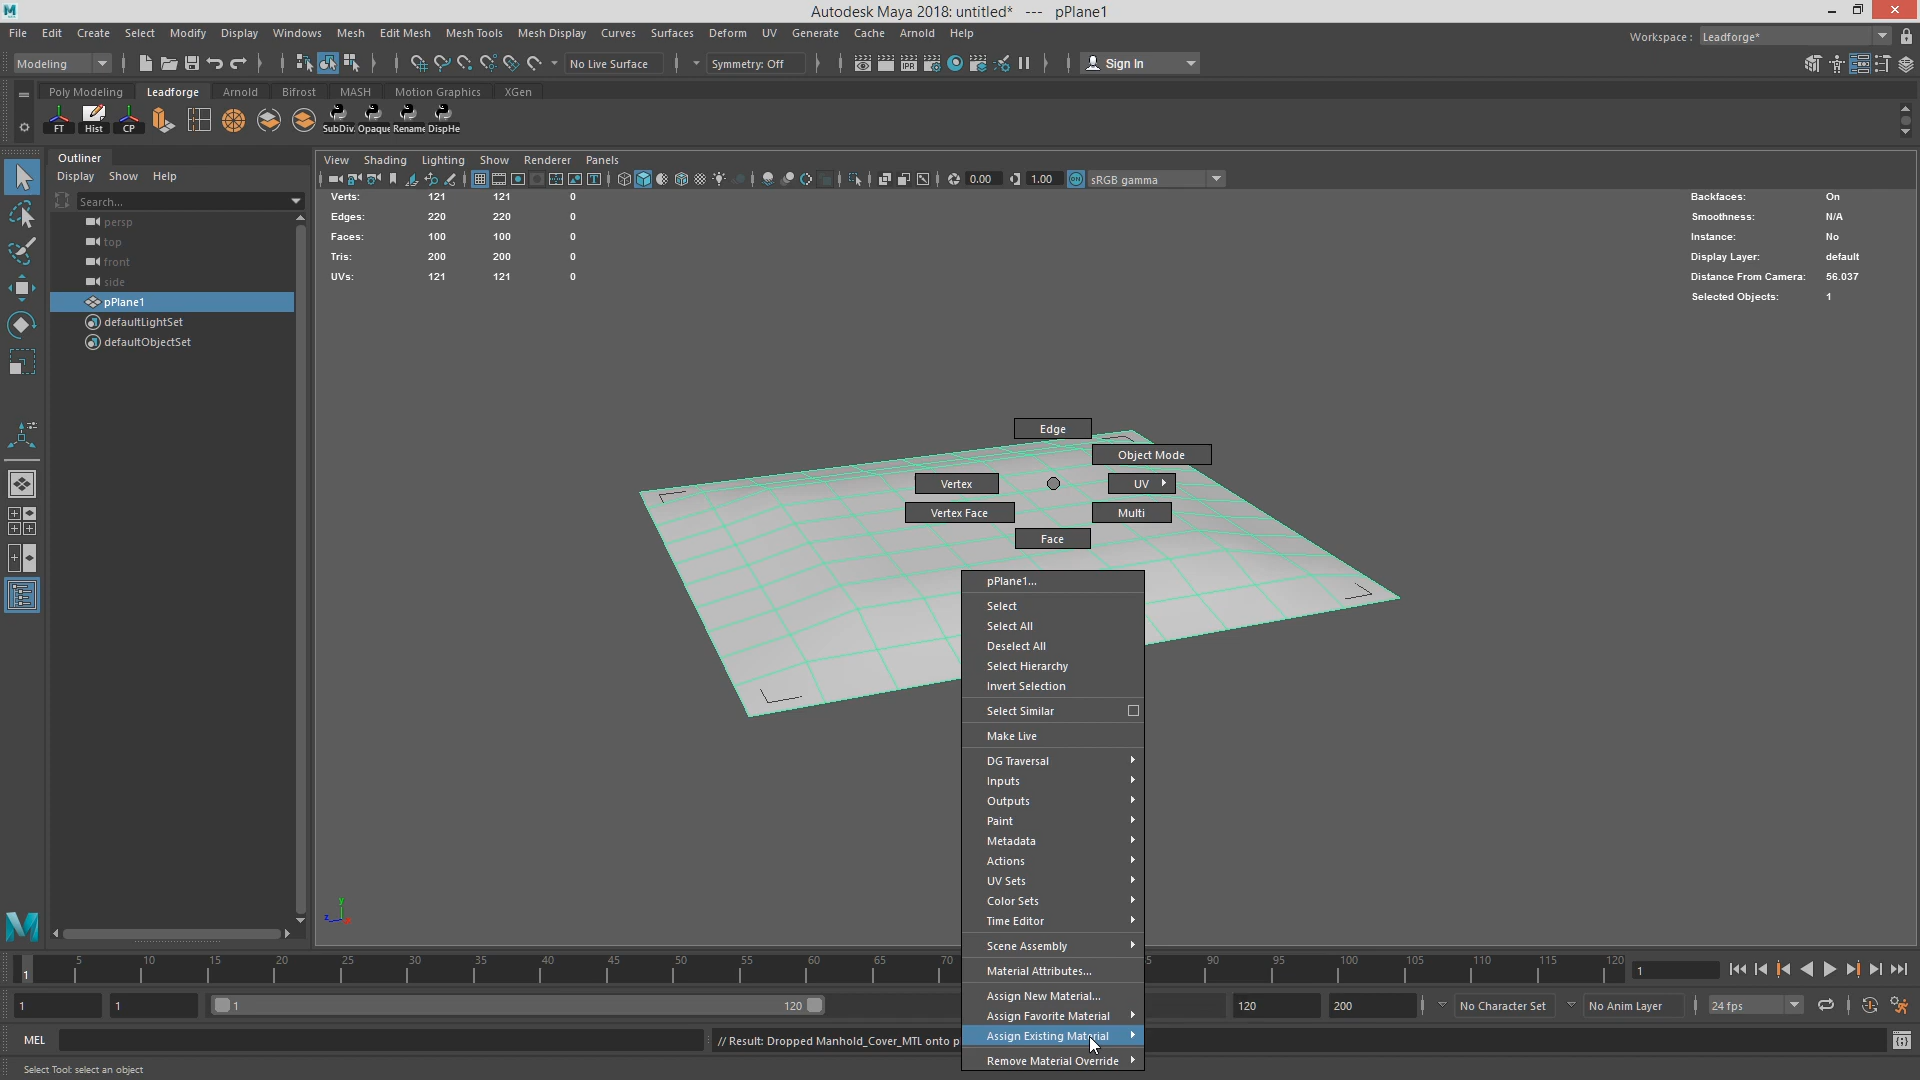 Autodesk Maya 2018: untitled* --- pPlane1
File Edit Create Select Modify Display Windows Mesh Edit Mesh Mesh Tools Mesh Display Curves Surfaces Deform UV Generate Cache Arnold Help
Workspace : Leadforge*
Modeling No Live Surface Symmetry: Off Sign In
Poly Modeling Leadforge Arnold Bifrost MASH Motion Graphics XGen
FT Hist CP SubDiv. Opaque Rename DispHe
Outliner
Display Show Help
Search...
persp
top
front
side
pPlane1
defaultLightSet
defaultObjectSet
View Shading Lighting Show Renderer Panels
0.00 1.00 sRGB gamma
Verts: 121 121 0
Edges: 220 220 0
Faces: 100 100 0
Tris: 200 200 0
UVs: 121 121 0
Backfaces: On
Smoothness: N/A
Instance: No
Display Layer: default
Distance From Camera: 56.037
Selected Objects: 1
Edge
Object Mode
Vertex UV
Vertex Face Multi
Face
pPlane1...
Select
Select All
Deselect All
Select Hierarchy
Invert Selection
Select Similar
Make Live
DG Traversal
Inputs
Outputs
Paint
Metadata
Actions
UV Sets
Color Sets
Time Editor
Scene Assembly
Material Attributes...
Assign New Material...
Assign Favorite Material
Assign Existing Material
Remove Material Override
y
z
1 5 10 15 20 25 30 35 40 45 50 55 60 65 70 5 90 95 100 105 110 115 120 1
1 1 1 120 120 200 No Character Set No Anim Layer 24 fps
MEL // Result: Dropped Manhold_Cover_MTL onto p
Select Tool: select an object